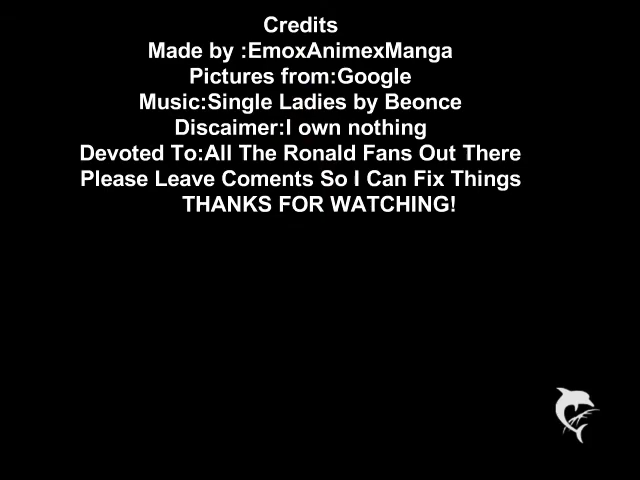 Credits
Made by :EmoxAnimexManga
Pictures from:Google
Music:Single Ladies by Beonce
Discaimer:I own nothing
Devoted To:All The Ronald Fans Out There
Please Leave Coments So I Can Fix Things
THANKS FOR WATCHING!